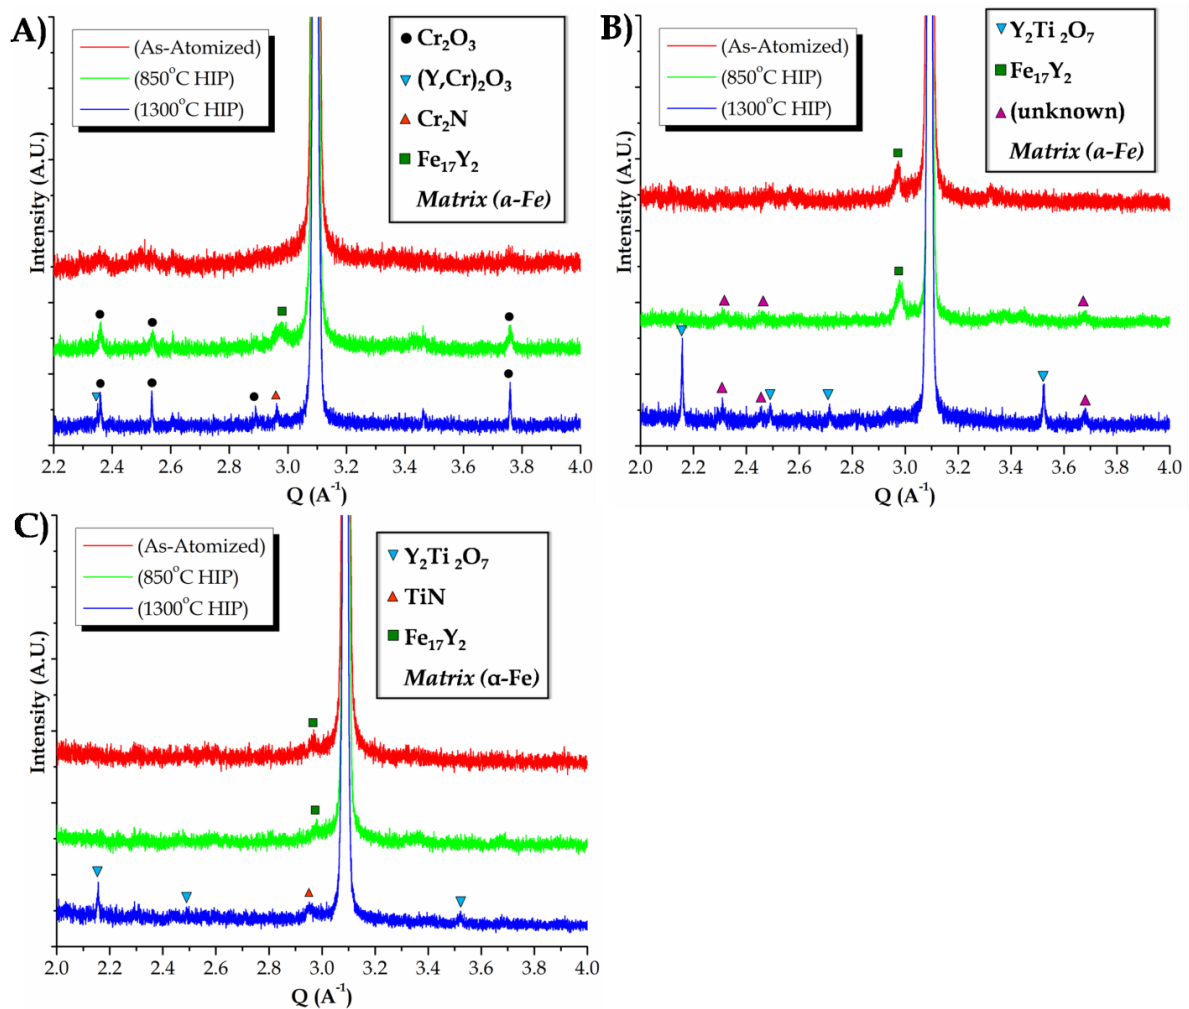 A)
(As-Atomized)
(850°C HIP)
(1300°C HIP)
Cr₂O₃
(Y,Cr)₂O₃
Cr₂N
Fe₁₇Y₂
Matrix (a-Fe)
Intensity (A.U.)
2.2 2.4 2.6 2.8 3.0 3.2 3.4 3.6 3.8 4.0
Q (A⁻¹)
B)
(As-Atomized)
(850°C HIP)
(1300°C HIP)
Y₂Ti ₂O₇
Fe₁₇Y₂
(unknown)
Matrix (a-Fe)
Intensity (A.U.)
2.0 2.2 2.4 2.6 2.8 3.0 3.2 3.4 3.6 3.8 4.0
Q (A⁻¹)
C)
(As-Atomized)
(850°C HIP)
(1300°C HIP)
Y₂Ti ₂O₇
TiN
Fe₁₇Y₂
Matrix (α-Fe)
Intensity (A.U.)
2.0 2.2 2.4 2.6 2.8 3.0 3.2 3.4 3.6 3.8 4.0
Q (A⁻¹)